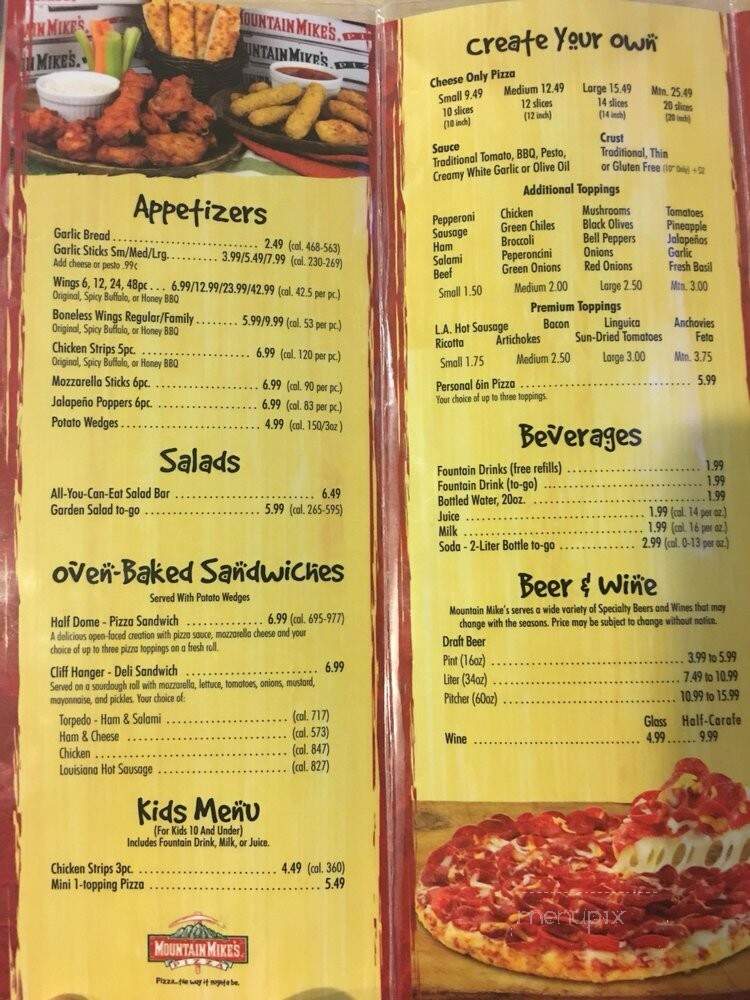 MOUNTAIN MIKE'S.
MOUNTAIN MIKE'S.
Appetizers
Garlic Bread 2.49 (cal. 468-563)
Garlic Sticks Sm/Med/Lrg. 3.99/5.49/7.99 (cal. 230-269)
Add cheese or pesto .99¢
Wings 6, 12, 24, 48pc... 6.99/12.99/23.99/42.99 (cal. 42.5 per pc.)
Original, Spicy Buffalo, or Honey BBQ
Boneless Wings Regular/Family 5.99/9.99 (cal. 53 per pc.)
Original, Spicy Buffalo, or Honey BBQ
Chicken Strips 5pc. 6.99 (cal. 120 per pc.)
Original, Spicy Buffalo, or Honey BBQ
Mozzarella Sticks 6pc. 6.99 (cal. 90 per pc.)
Jalapeño Poppers 6pc. 6.99 (cal. 83 per pc.)
Potato Wedges 4.99 (cal. 150/3oz)
Salads
All-You-Can-Eat Salad Bar 6.49
Garden Salad to-go 5.99 (cal. 265-595)
Oven-Baked Sandwiches
Served With Potato Wedges
Half Dome - Pizza Sandwich 6.99 (cal. 695-977)
A delicious open-faced creation with pizza sauce, mozzarella cheese and your
choice of up to three pizza toppings on a fresh roll.
Cliff Hanger - Deli Sandwich 6.99
Served on a sourdough roll with mozzarella, lettuce, tomatoes, onions, mustard,
mayonnaise, and pickles. Your choice of:
Torpedo - Ham & Salami (cal. 717)
Ham & Cheese (cal. 573)
Chicken (cal. 847)
Louisiana Hot Sausage (cal. 827)
Kids Menu
(For Kids 10 And Under)
Includes Fountain Drink, Milk, or Juice.
Chicken Strips 3pc. 4.49 (cal. 360)
Mini 1-topping Pizza 5.49
MOUNTAIN MIKE'S
PIZZA
Pizza...the way it oughta be.
Create Your Own
Cheese Only Pizza
Small 9.49 Medium 12.49 Large 15.49 Mtn. 25.49
10 slices 12 slices 14 slices 20 slices
(10 inch) (12 inch) (14 inch) (20 inch)
Sauce Crust
Traditional Tomato, BBQ, Pesto, Traditional, Thin
Creamy White Garlic or Olive Oil or Gluten Free (10" Only) +$2
Additional Toppings
Pepperoni Chicken Mushrooms Tomatoes
Sausage Green Chiles Black Olives Pineapple
Ham Broccoli Bell Peppers Jalapeños
Salami Peperoncini Onions Garlic
Beef Green Onions Red Onions Fresh Basil
Small 1.50 Medium 2.00 Large 2.50 Mtn. 3.00
Premium Toppings
L.A. Hot Sausage Bacon Linguica Anchovies
Ricotta Artichokes Sun-Dried Tomatoes Feta
Small 1.75 Medium 2.50 Large 3.00 Mtn. 3.75
Personal 6in Pizza 5.99
Your choice of up to three toppings.
Beverages
Fountain Drinks (free refills) 1.99
Fountain Drink (to-go) 1.99
Bottled Water, 20oz. 1.99
Juice 1.99 (cal. 14 per oz.)
Milk 1.99 (cal. 16 per oz.)
Soda - 2-Liter Bottle to-go 2.99 (cal. 0-13 per oz.)
Beer & Wine
Mountain Mike's serves a wide variety of Specialty Beers and Wines that may
change with the seasons. Price may be subject to change without notice.
Draft Beer
Pint (16oz) 3.99 to 5.99
Liter (34oz) 7.49 to 10.99
Pitcher (60oz) 10.99 to 15.99
Glass Half-Carafe
Wine 4.99 9.99
menupix